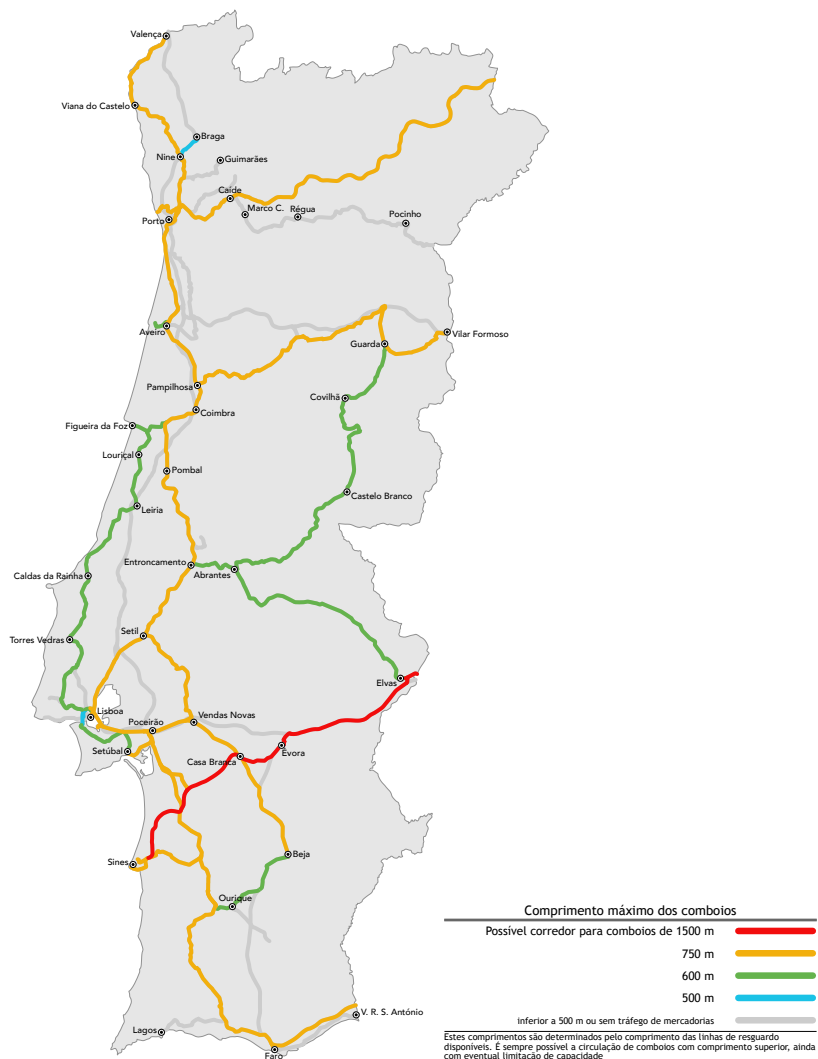 Valença
Viana do Castelo
Braga
Nine
Guimarães
Caíde
Marco C.
Régua
Pocinho
Porto
Aveiro
Vilar Formoso
Guarda
Pampilhosa
Covilhã
Coimbra
Figueira da Foz
Louriçal
Pombal
Castelo Branco
Leiria
Entroncamento
Abrantes
Caldas da Rainha
Setil
Torres Vedras
Elvas
Lisboa
Poceirão
Vendas Novas
Setúbal
Évora
Casa Branca
Sines
Beja
Ourique
V. R. S. António
Lagos
Faro
Comprimento máximo dos comboios
Possível corredor para comboios de 1500 m
750 m
600 m
500 m
inferior a 500 m ou sem tráfego de mercadorias
Estes comprimentos são determinados pelo comprimento das linhas de resguardo
disponíveis. É sempre possível a circulação de comboios com comprimento superior, ainda
com eventual limitação de capacidade